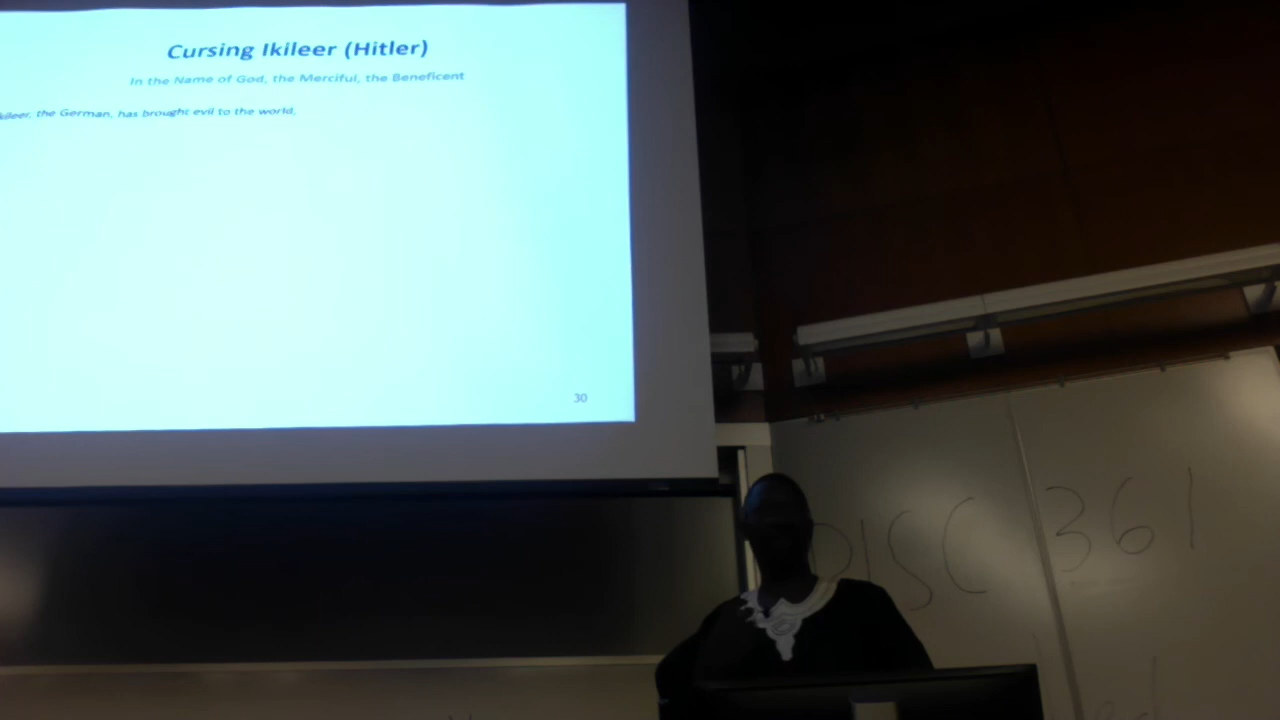 Cursing Ikileer (Hitler)
In the Name of God, the Merciful, the Beneficent
kileer, the German, has brought evil to the world,
30
DISC 361